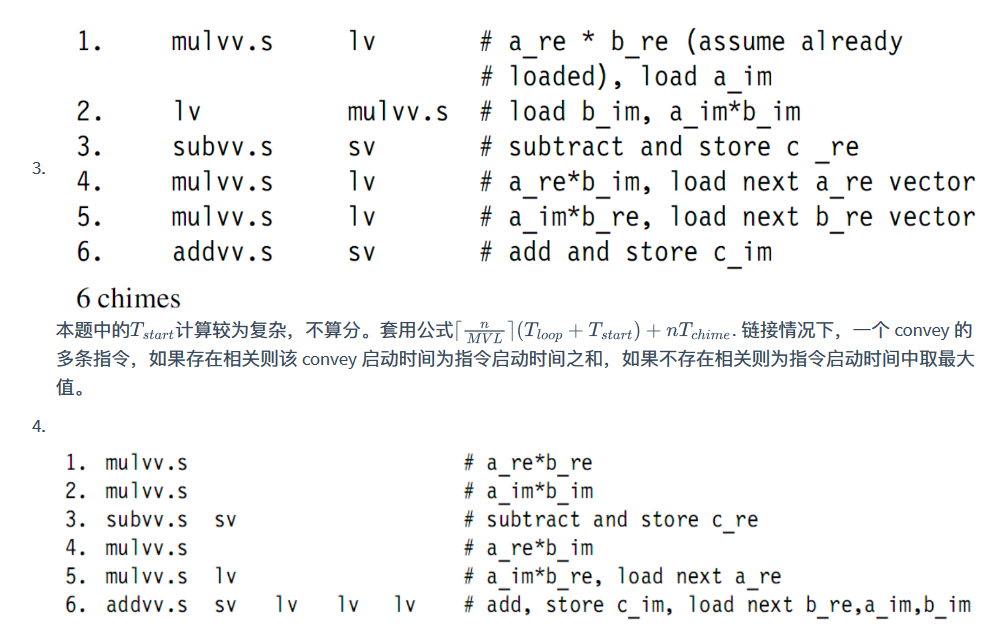 1. mulvv.s lv # a_re * b_re (assume already
# loaded), load a_im
2. lv mulvv.s # load b_im, a_im*b_im
3. subvv.s sv # subtract and store c _re
3.
4. mulvv.s lv # a_re*b_im, load next a_re vector
5. mulvv.s lv # a_im*b_re, load next b_re vector
6. addvv.s sv # add and store c_im
6 chimes
本题中的$T_{start}$计算较为复杂，不算分。套用公式$\lceil \frac{n}{MVL} \rceil (T_{loop} + T_{start}) + nT_{chime}$. 链接情况下，一个 convey 的
多条指令，如果存在相关则该 convey 启动时间为指令启动时间之和，如果不存在相关则为指令启动时间中取最大
值。
4.
1. mulvv.s # a_re*b_re
2. mulvv.s # a_im*b_im
3. subvv.s sv # subtract and store c_re
4. mulvv.s # a_re*b_im
5. mulvv.s lv # a_im*b_re, load next a_re
6. addvv.s sv lv lv lv # add, store c_im, load next b_re,a_im,b_im